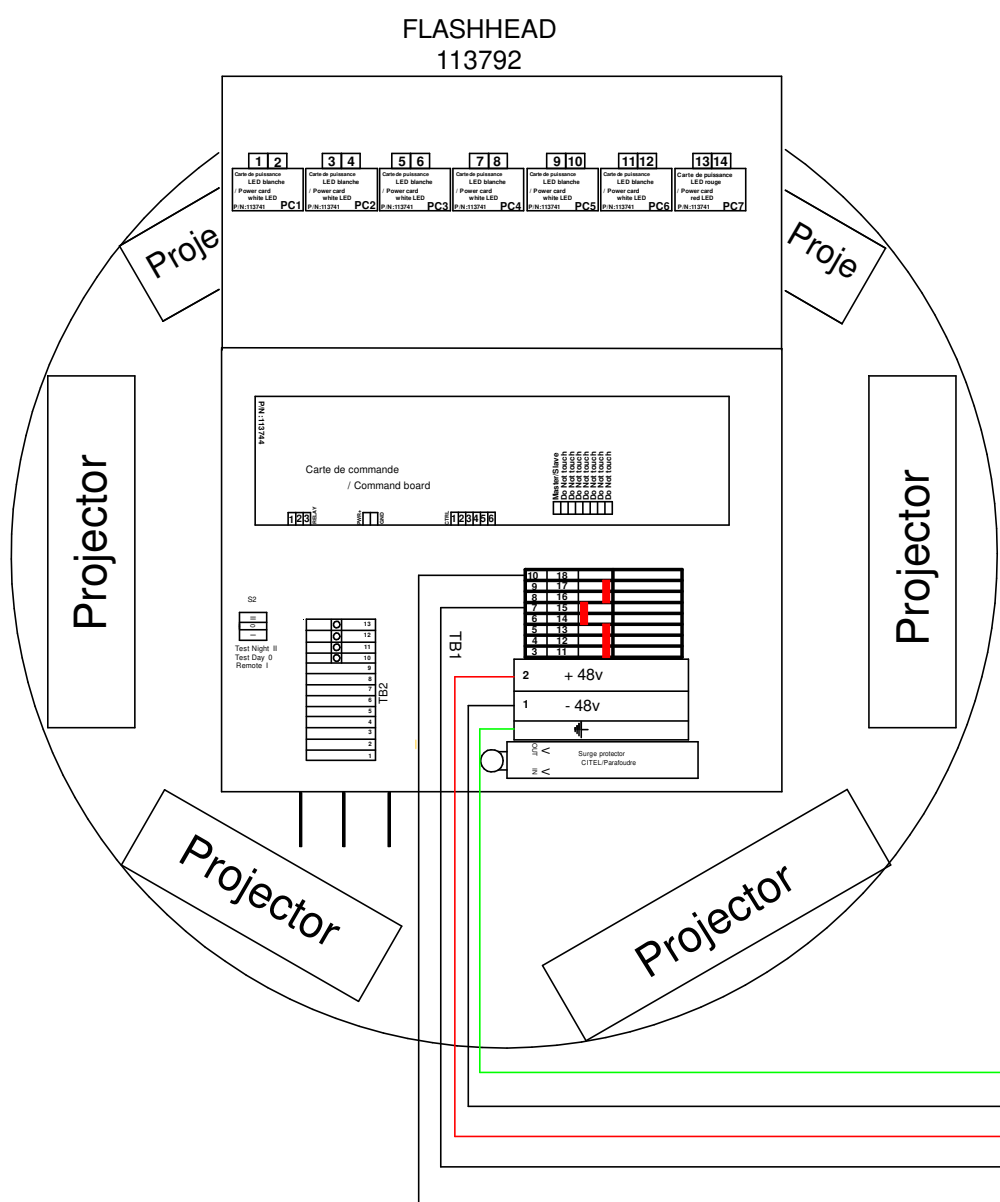 FLASHHEAD
113792
1 2
3 4
5 6
7 8
9 10
11 12
13 14
Carte de puissance
LED blanche
/ Power card
white LED
P/N:113741 PC1
Carte de puissance
LED blanche
/ Power card
white LED
P/N:113741 PC2
Carte de puissance
LED blanche
/ Power card
white LED
P/N:113741 PC3
Carte de puissance
LED blanche
/ Power card
white LED
P/N:113741 PC4
Carte de puissance
LED blanche
/ Power card
white LED
P/N:113741 PC5
Carte de puissance
LED blanche
/ Power card
white LED
P/N:113741 PC6
Carte de puissance
LED rouge
/ Power card
red LED
P/N:113741 PC7
Proje
Proje
Projector
Projector
P/N:113744
Carte de commande
/ Command board
Master/Slave
Do Not touch
Do Not touch
Do Not touch
Do Not touch
Do Not touch
Do Not touch
Do Not touch
1 2 3 RELAY
PWR+ GND
CTRL 1 2 3 4 5 6
10 18
9 17
8 16
7 15
6 14
5 13
4 12
3 11
TB1
2 + 48v
1 - 48v
OUT V
IN V
Surge protector
CITEL/Parafoudre
S2
II
0
I
Test Night II
Test Day 0
Remote I
13
12
11
10
9
8
7
6
5
4
3
2
1
TB2
Projector
Projector